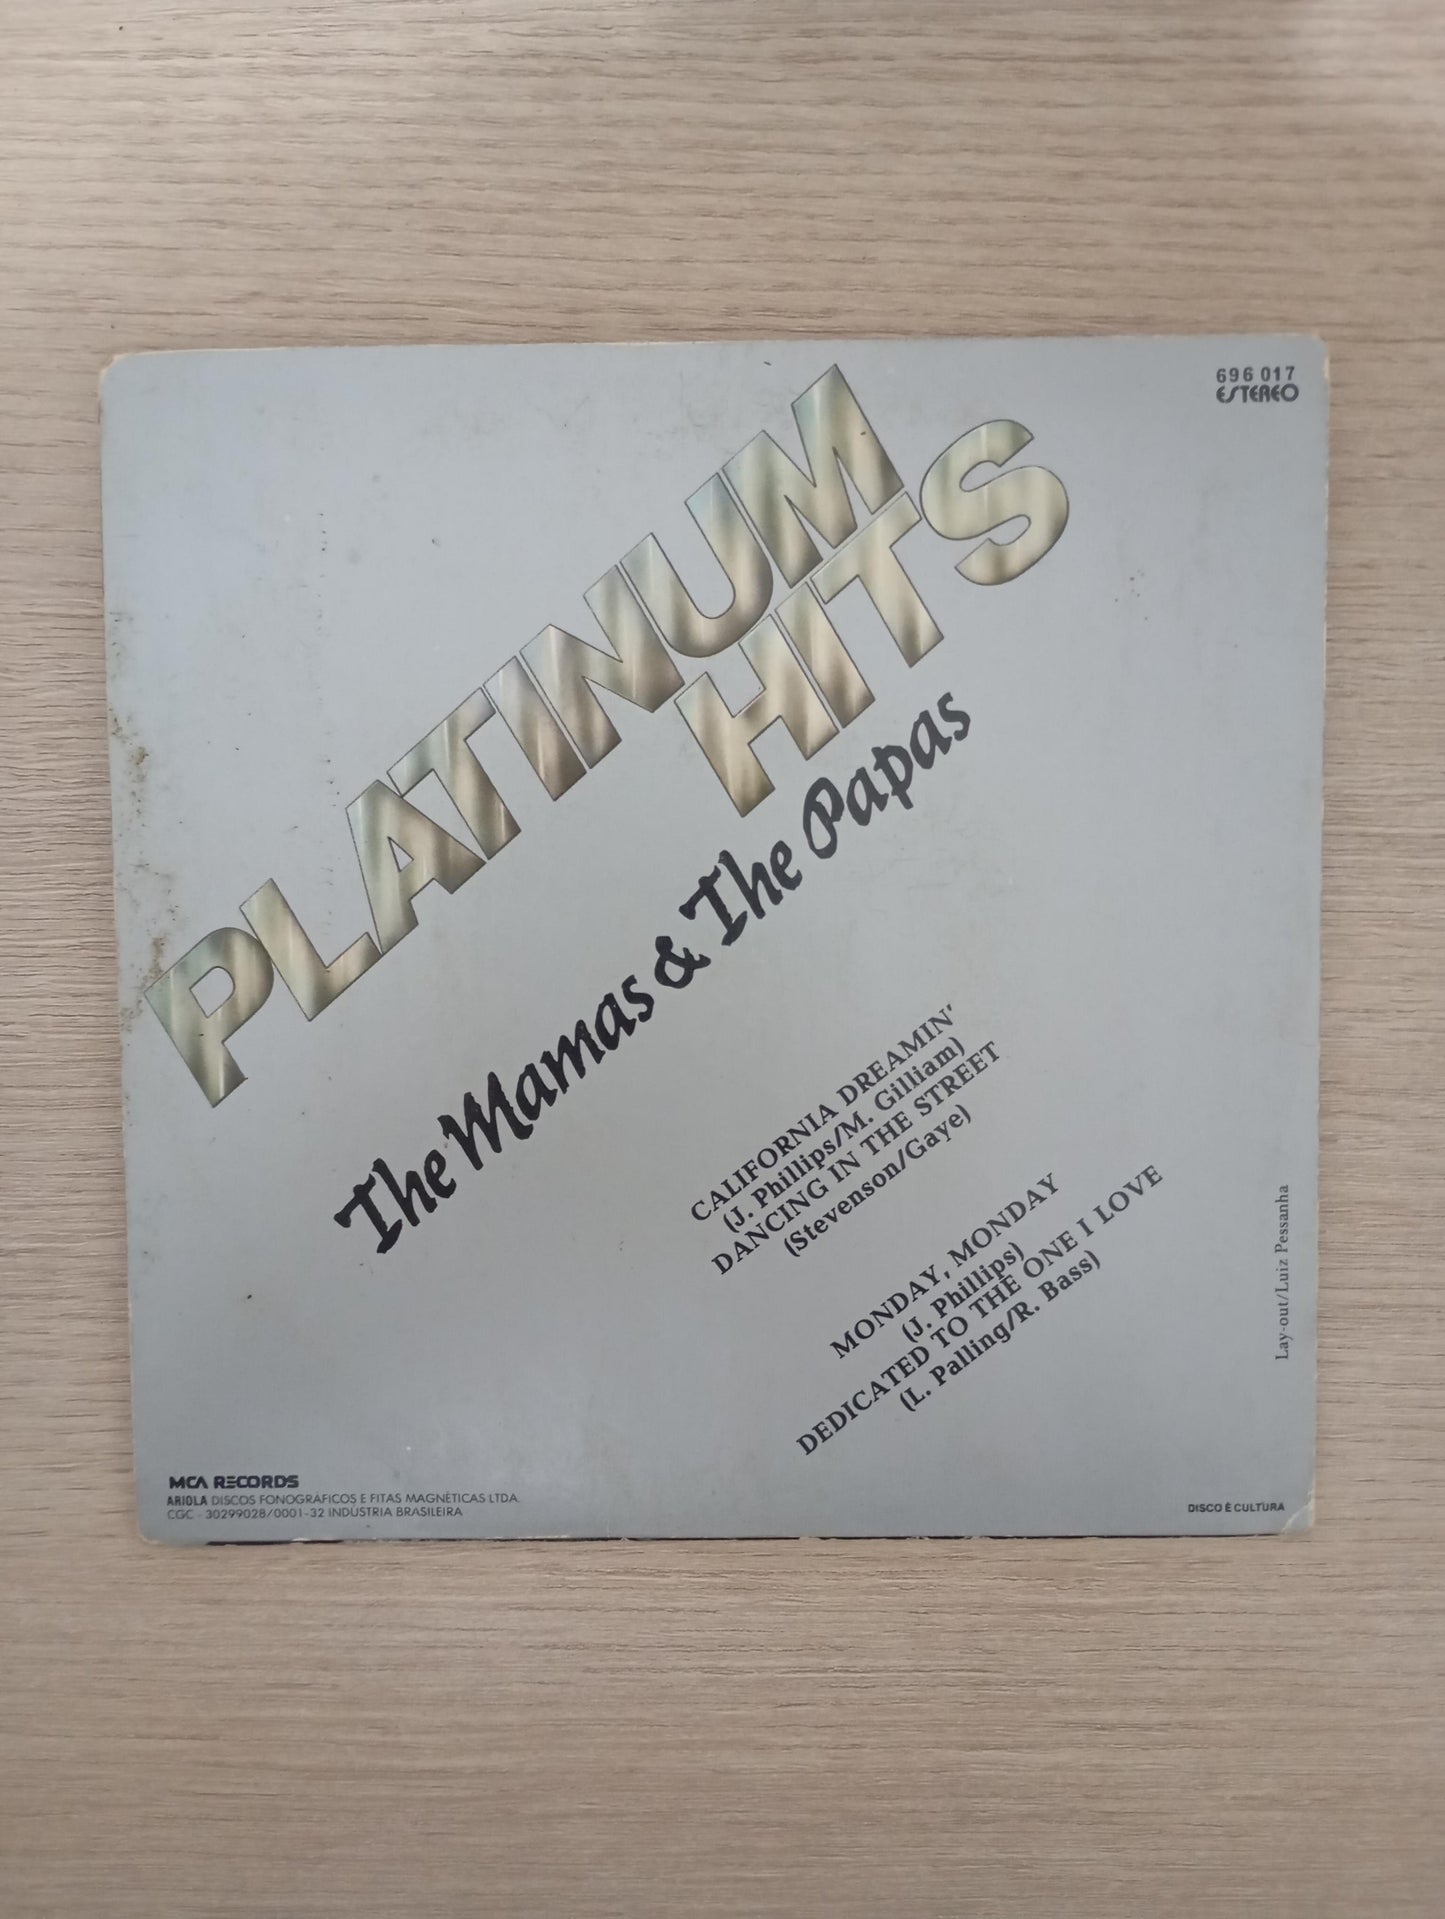 696 017
ESTEREO
PLATINUM
HITS
The Mamas & The Papas
CALIFORNIA DREAMIN'
(J. Phillips/M. Gilliam)
DANCING IN THE STREET
(Stevenson/Gaye)
MONDAY, MONDAY
(J. Phillips)
DEDICATED TO THE ONE I LOVE
(L. Palling/R. Bass)
Lay-out/Luiz Pessanha
MCA RECORDS
ARIOLA DISCOS FONOGRÁFICOS E FITAS MAGNÉTICAS LTDA.
CGC - 30299028/0001-32 INDÚSTRIA BRASILEIRA
DISCO É CULTURA